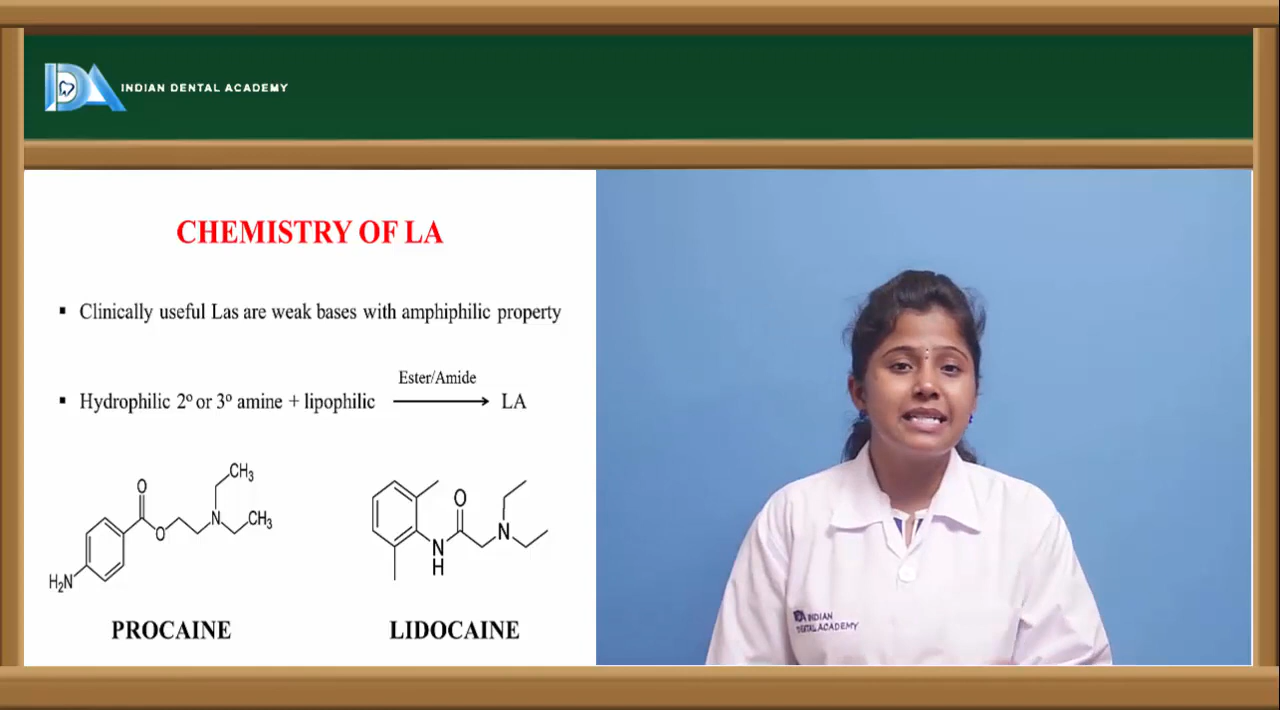 INDIAN DENTAL ACADEMY
CHEMISTRY OF LA
▪ Clinically useful Las are weak bases with amphiphilic property
Ester/Amide
▪ Hydrophilic 2º or 3º amine + lipophilic → LA
CH₃
O
O
N
CH₃
H₂N
O
N
N
H
PROCAINE
LIDOCAINE
INDIAN
DENTAL ACADEMY